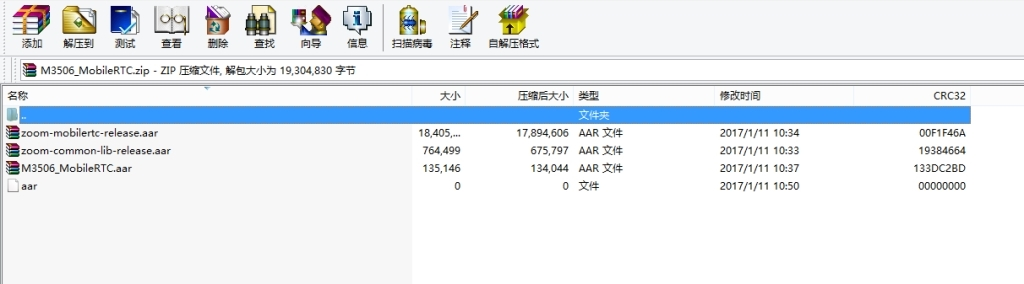 添加 解压到 测试 查看 删除 查找 向导 信息 扫描病毒 注释 自解压格式
M3506_MobileRTC.zip - ZIP 压缩文件, 解包大小为 19,304,830 字节
名称 大小 压缩后大小 类型 修改时间 CRC32
.. 文件夹
zoom-mobilertc-release.aar 18,405,... 17,894,606 AAR 文件 2017/1/11 10:34 00F1F46A
zoom-common-lib-release.aar 764,499 675,797 AAR 文件 2017/1/11 10:33 19384664
M3506_MobileRTC.aar 135,146 134,044 AAR 文件 2017/1/11 10:37 133DC2BD
aar 0 0 文件 2017/1/11 10:50 00000000